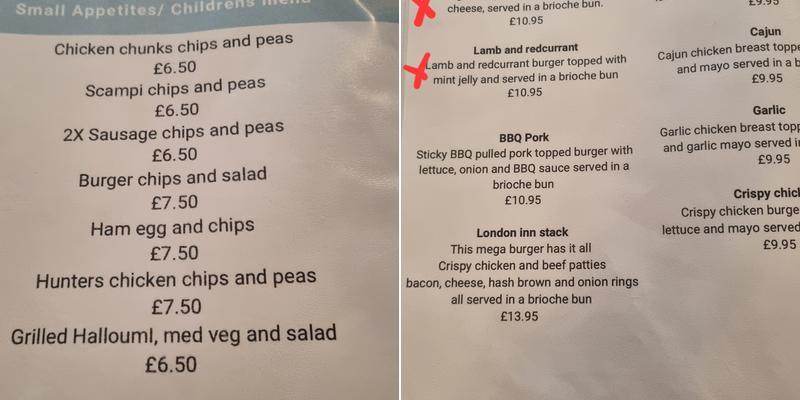 Small Appetites/ Childrens menu
Chicken chunks chips and peas
£6.50
Scampi chips and peas
£6.50
2X Sausage chips and peas
£6.50
Burger chips and salad
£7.50
Ham egg and chips
£7.50
Hunters chicken chips and peas
£7.50
Grilled HalloumI, med veg and salad
£6.50
cheese, served in a brioche bun.
£10.95
Lamb and redcurrant
Lamb and redcurrant burger topped with
mint jelly and served in a brioche bun
£10.95
BBQ Pork
Sticky BBQ pulled pork topped burger with
lettuce, onion and BBQ sauce served in a
brioche bun
£10.95
London inn stack
This mega burger has it all
Crispy chicken and beef patties
bacon, cheese, hash brown and onion rings
all served in a brioche bun
£13.95
£9.95
Cajun
Cajun chicken breast
and mayo served in a
£9.95
Garlic
Garlic chicken breast
and garlic mayo served
£9.95
Crispy
Crispy chicken
lettuce and mayo served
£9.95